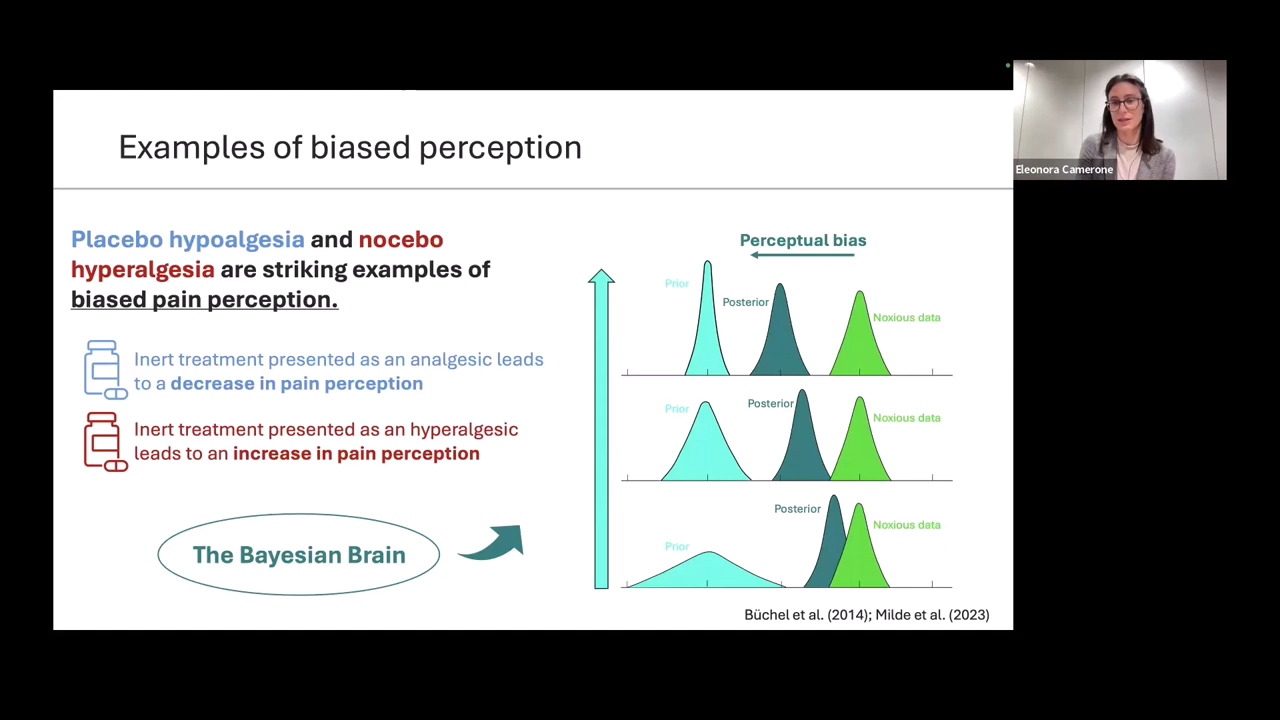 Examples of biased perception
Eleonora Camerone
Placebo hypoalgesia and nocebo
hyperalgesia are striking examples of
biased pain perception.
Inert treatment presented as an analgesic leads
to a decrease in pain perception
Inert treatment presented as an hyperalgesic
leads to an increase in pain perception
The Bayesian Brain
Perceptual bias
Prior
Posterior
Noxious data
Prior
Posterior
Noxious data
Prior
Posterior
Noxious data
Büchel et al. (2014); Milde et al. (2023)